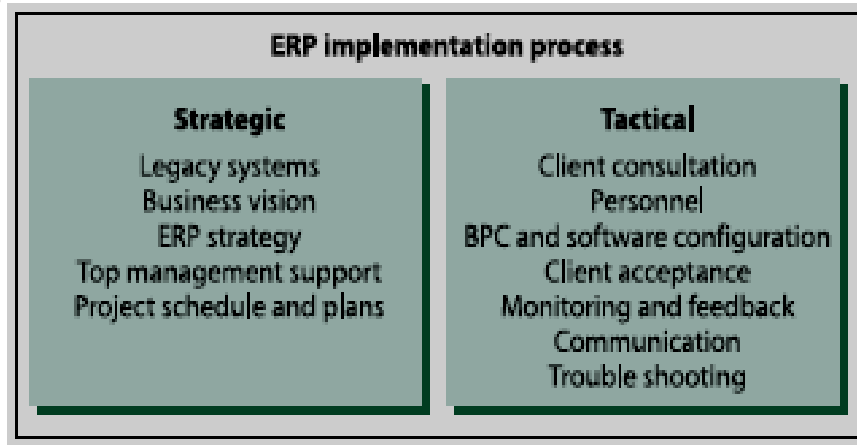 ERP implementation process
Strategic
Legacy systems
Business vision
ERP strategy
Top management support
Project schedule and plans
Tactical
Client consultation
Personnel
BPC and software configuration
Client acceptance
Monitoring and feedback
Communication
Trouble shooting